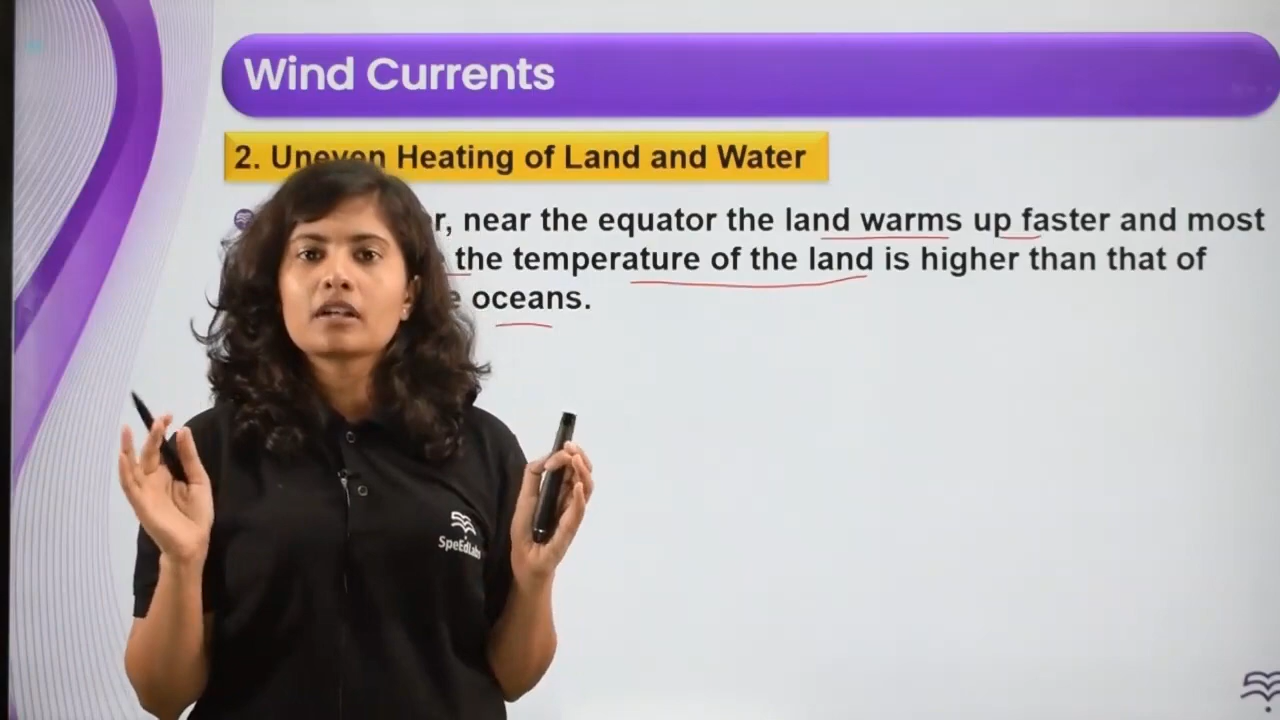 Wind Currents
2. Uneven Heating of Land and Water
r, near the equator the land warms up faster and most
the temperature of the land is higher than that of
e oceans.
SpeEdLabs